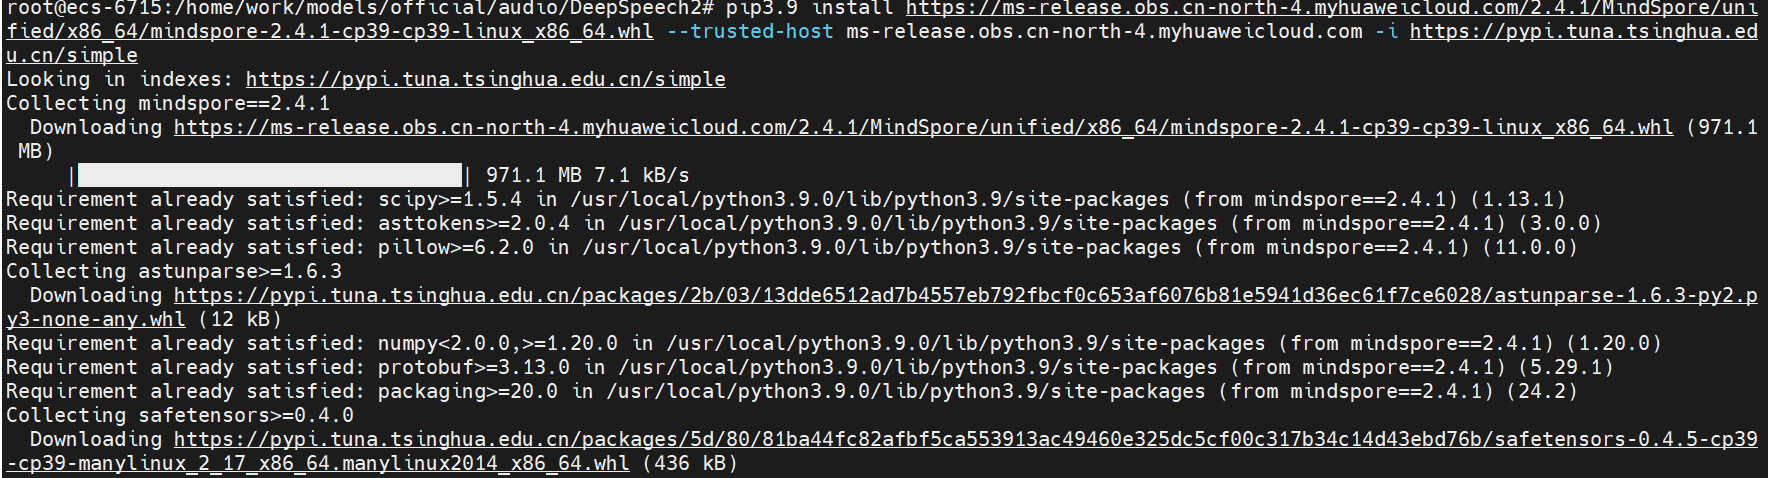 root@ecs-6715:/home/work/models/official/audio/DeepSpeech2# pip3.9 install https://ms-release.obs.cn-north-4.myhuaweicloud.com/2.4.1/MindSpore/uni
fied/x86_64/mindspore-2.4.1-cp39-cp39-linux_x86_64.whl --trusted-host ms-release.obs.cn-north-4.myhuaweicloud.com -i https://pypi.tuna.tsinghua.ed
u.cn/simple
Looking in indexes: https://pypi.tuna.tsinghua.edu.cn/simple
Collecting mindspore==2.4.1
  Downloading https://ms-release.obs.cn-north-4.myhuaweicloud.com/2.4.1/MindSpore/unified/x86_64/mindspore-2.4.1-cp39-cp39-linux_x86_64.whl (971.1
 MB)
     |                                | 971.1 MB 7.1 kB/s
Requirement already satisfied: scipy>=1.5.4 in /usr/local/python3.9.0/lib/python3.9/site-packages (from mindspore==2.4.1) (1.13.1)
Requirement already satisfied: asttokens>=2.0.4 in /usr/local/python3.9.0/lib/python3.9/site-packages (from mindspore==2.4.1) (3.0.0)
Requirement already satisfied: pillow>=6.2.0 in /usr/local/python3.9.0/lib/python3.9/site-packages (from mindspore==2.4.1) (11.0.0)
Collecting astunparse>=1.6.3
  Downloading https://pypi.tuna.tsinghua.edu.cn/packages/2b/03/13dde6512ad7b4557eb792fbcf0c653af6076b81e5941d36ec61f7ce6028/astunparse-1.6.3-py2.p
y3-none-any.whl (12 kB)
Requirement already satisfied: numpy<2.0.0,>=1.20.0 in /usr/local/python3.9.0/lib/python3.9/site-packages (from mindspore==2.4.1) (1.20.0)
Requirement already satisfied: protobuf>=3.13.0 in /usr/local/python3.9.0/lib/python3.9/site-packages (from mindspore==2.4.1) (5.29.1)
Requirement already satisfied: packaging>=20.0 in /usr/local/python3.9.0/lib/python3.9/site-packages (from mindspore==2.4.1) (24.2)
Collecting safetensors>=0.4.0
  Downloading https://pypi.tuna.tsinghua.edu.cn/packages/5d/80/81ba44fc82afbf5ca553913ac49460e325dc5cf00c317b34c14d43ebd76b/safetensors-0.4.5-cp39
-cp39-manylinux_2_17_x86_64.manylinux2014_x86_64.whl (436 kB)